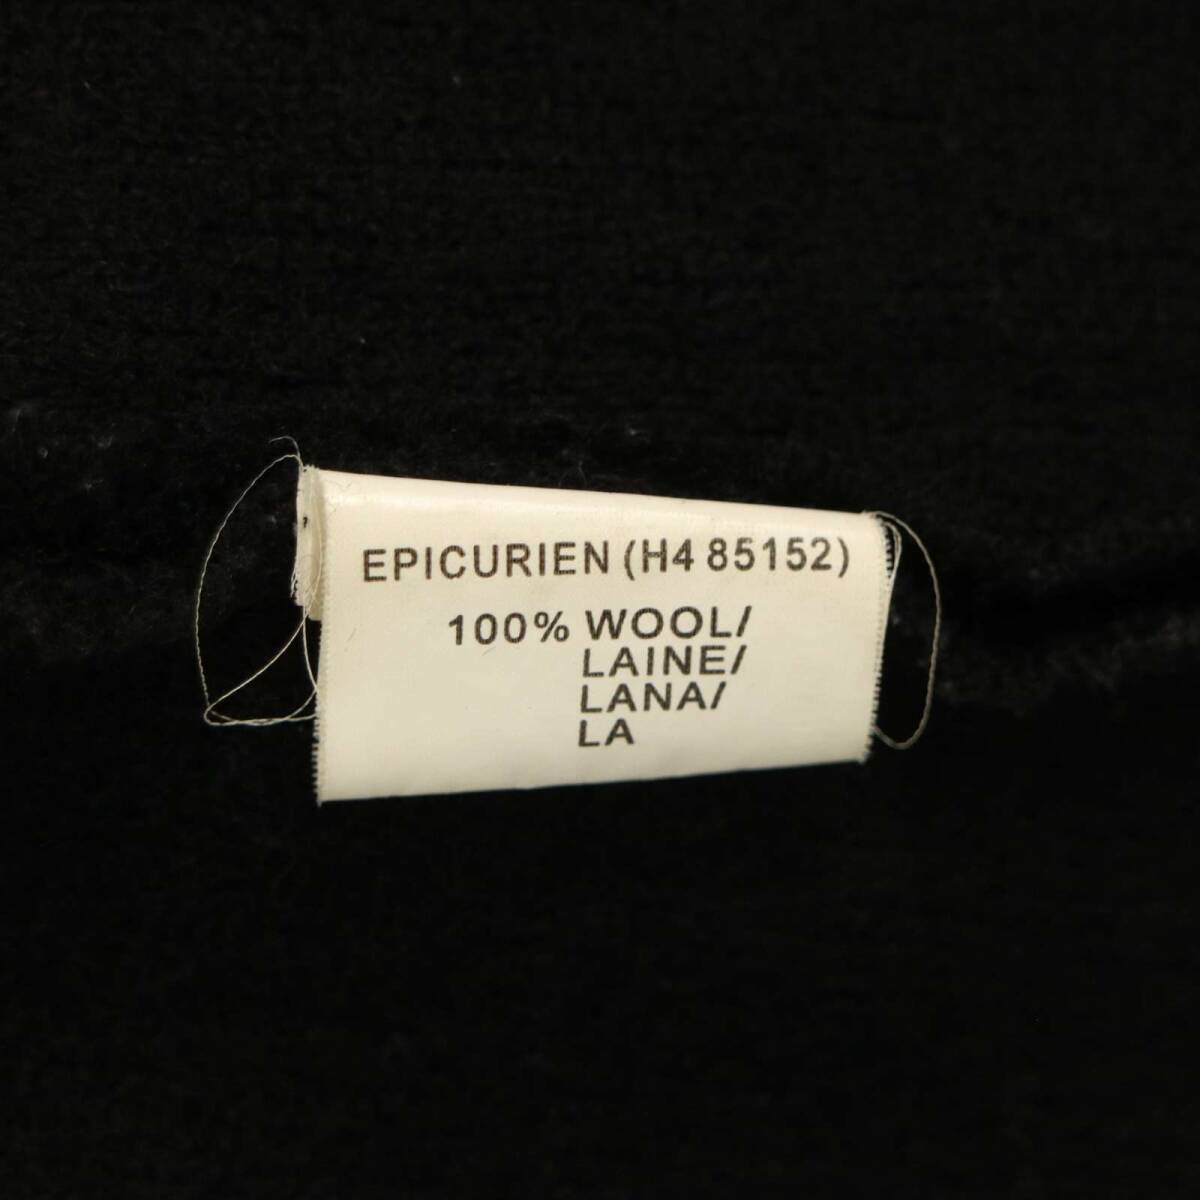 EPICURIEN (H4 85152)
100% WOOL/
LAINE/
LANA/
LA